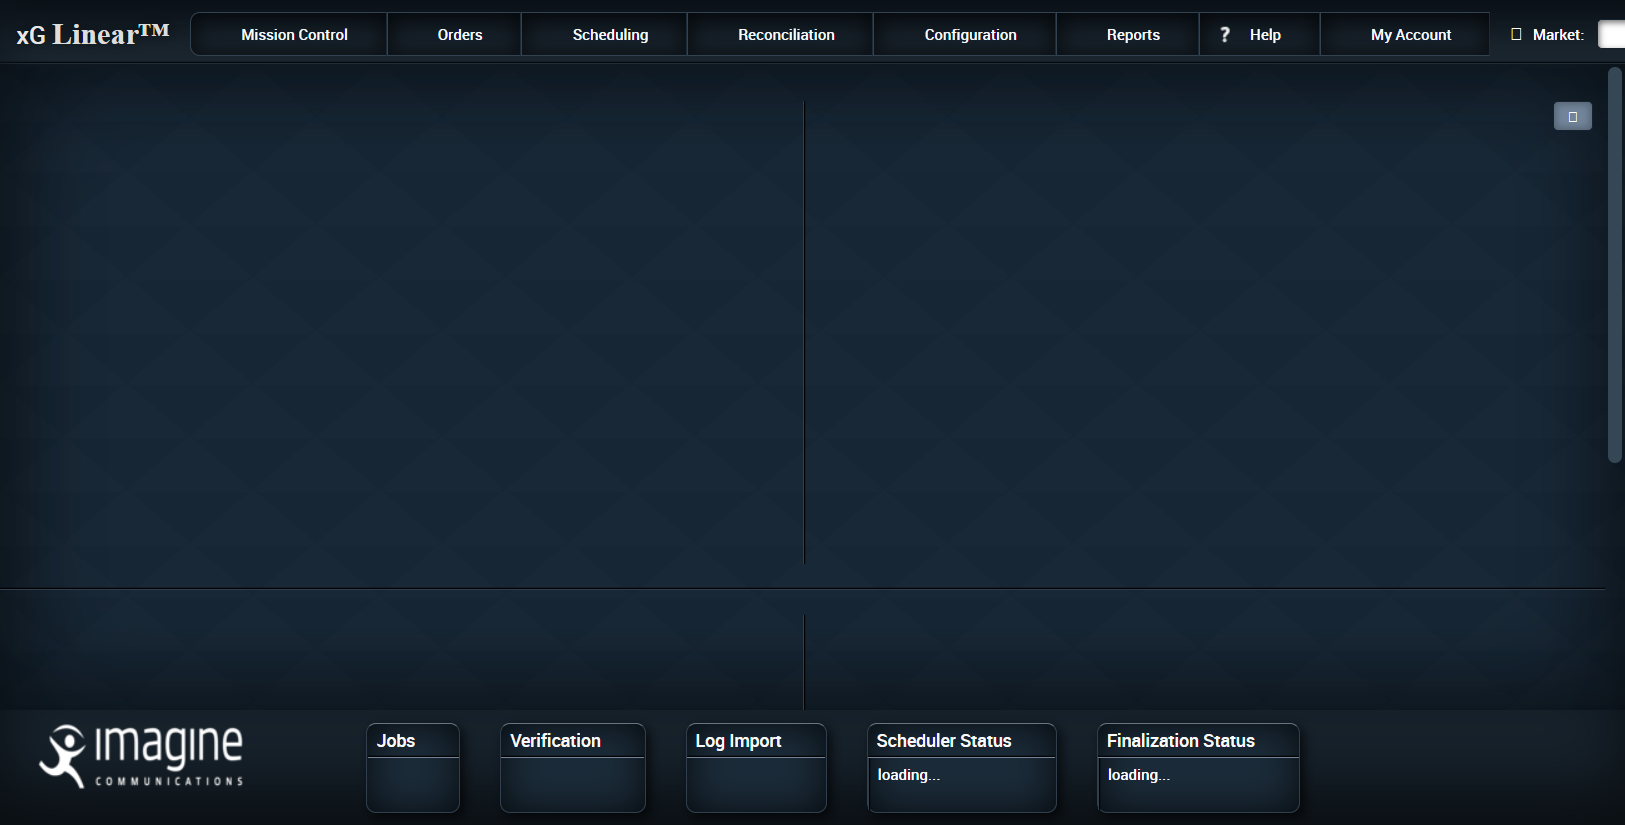 xG Linear™
Mission Control
Orders
Scheduling
Reconciliation
Configuration
Reports
? Help
My Account
Market:
imagine
COMMUNICATIONS
Jobs
Verification
Log Import
Scheduler Status
loading...
Finalization Status
loading...